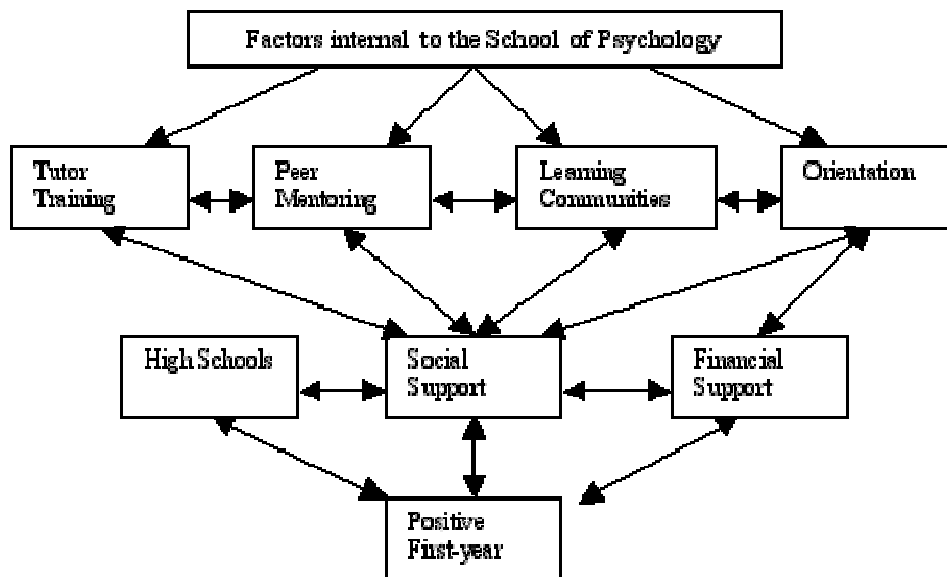 Factors internal to the School of Psychology
Tutor
Training
Peer
Mentoring
Learning
Communities
Orientation
High Schools
Social
Support
Financial
Support
Positive
First-year